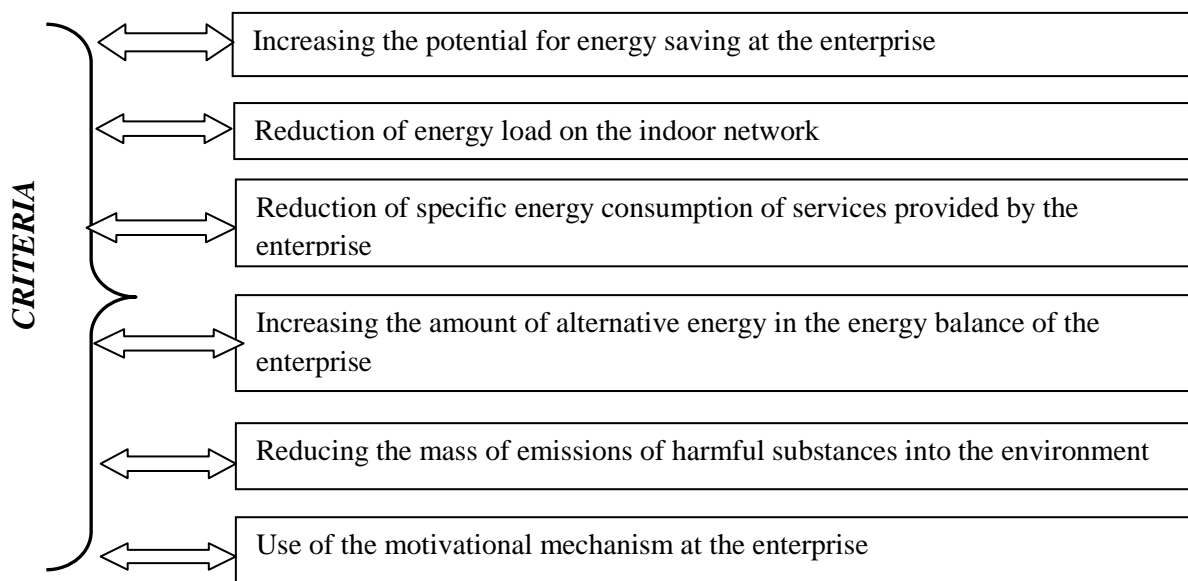 CRITERIA
Increasing the potential for energy saving at the enterprise
Reduction of energy load on the indoor network
Reduction of specific energy consumption of services provided by the
enterprise
Increasing the amount of alternative energy in the energy balance of the
enterprise
Reducing the mass of emissions of harmful substances into the environment
Use of the motivational mechanism at the enterprise